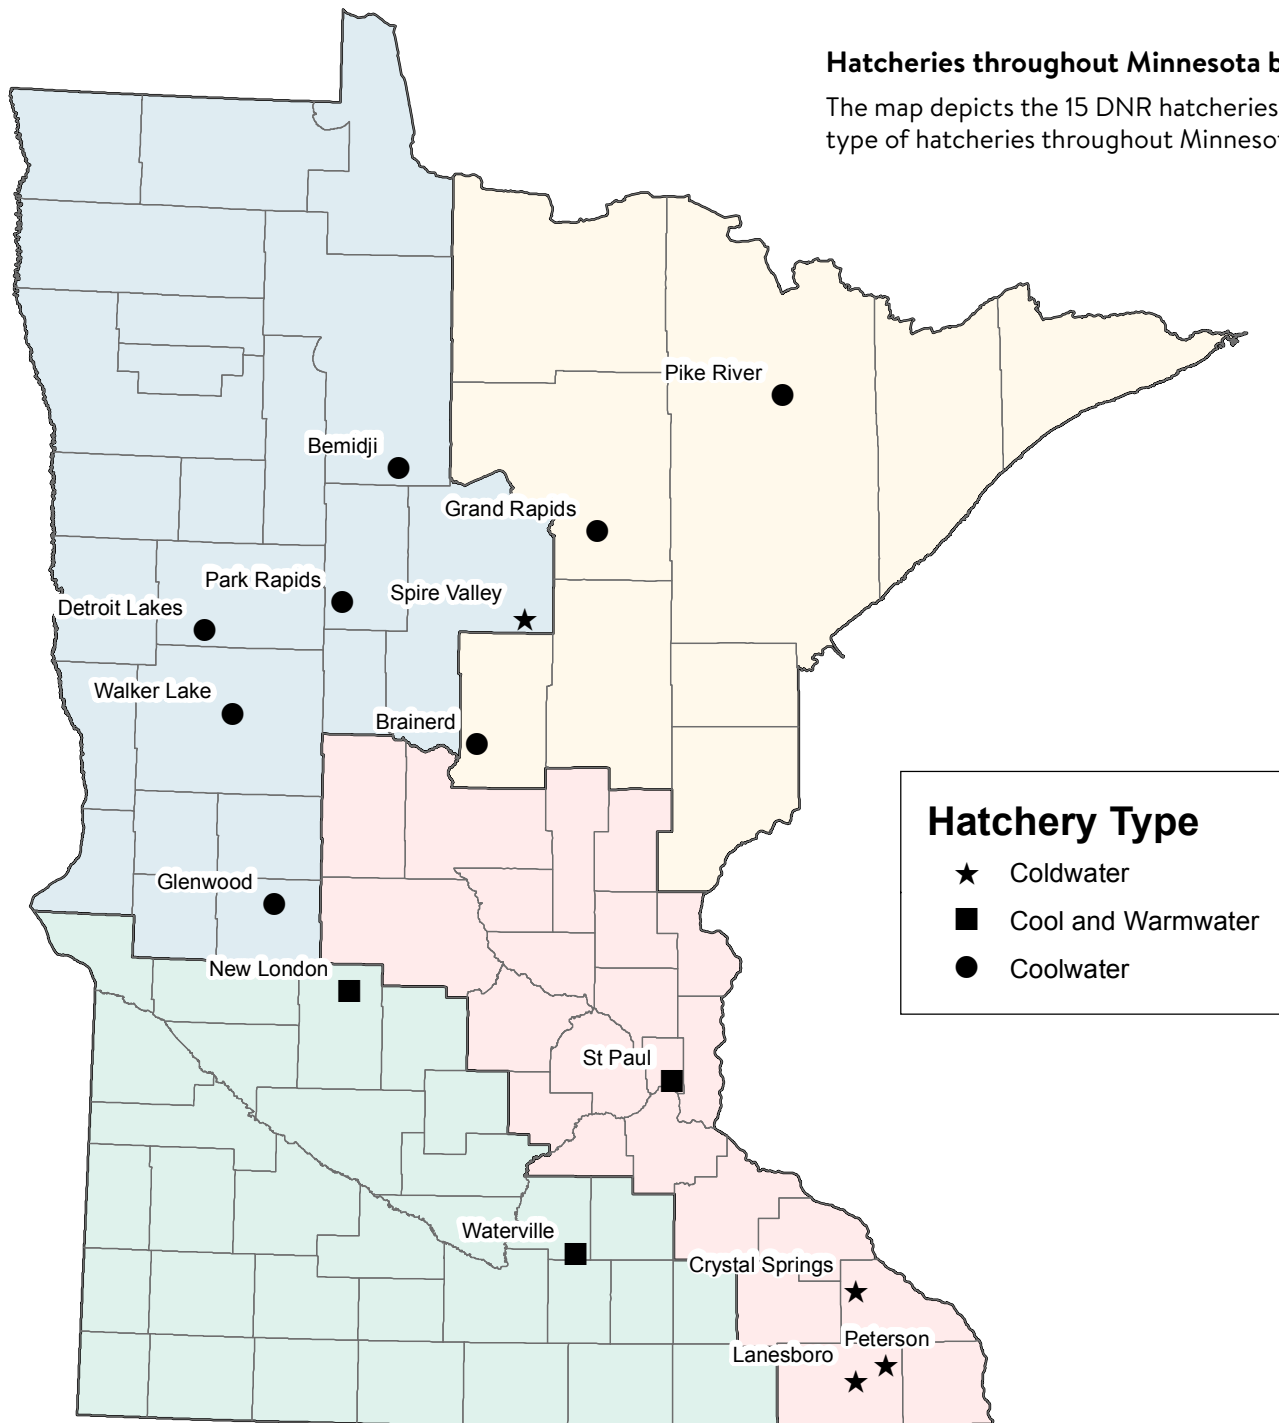 Hatcheries throughout Minnesota b
The map depicts the 15 DNR hatcheries
type of hatcheries throughout Minneso
Pike River
Bemidji
Grand Rapids
Park Rapids
Spire Valley
Detroit Lakes
Walker Lake
Brainerd
Hatchery Type
Coldwater
Cool and Warmwater
Coolwater
Glenwood
New London
St Paul
Waterville
Crystal Springs
Peterson
Lanesboro